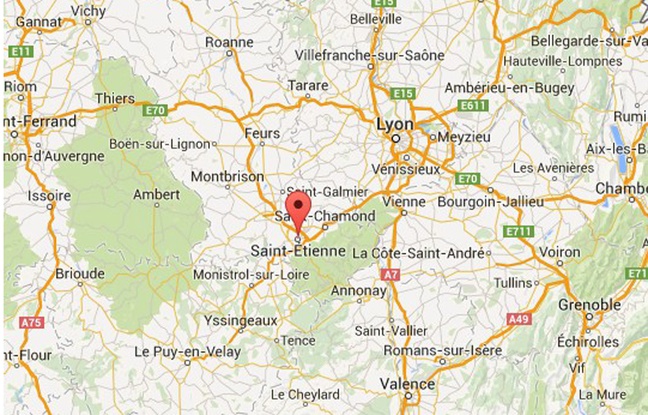 Vichy
Gannat
E11
Belleville
Bellegarde-sur-Va
Roanne
Villefranche-sur-Saône
Hauteville-Lompnes
Riom
Thiers
E70
Tarare
E15
Ambérieu-en-Bugey
E611
nt-Ferrand
Feurs
Lyon
Meyzieu
Rumi
non-d'Auvergne
Boën-sur-Lignon
Vénissieux
Aix-les-Ba
Les Avenières
E70
Issoire
Ambert
Montbrison
Saint-Galmier
Vienne
Bourgoin-Jallieu
Chambe
Saint-Chamond
E711
Saint-Étienne
La Côte-Saint-André
Voiron
Brioude
Monistrol-sur-Loire
A7
Tullins
E71
Annonay
Grenoble
A75
Yssingeaux
Saint-Vallier
A49
Échirolles
Tence
nt-Flour
Le Puy-en-Velay
Romans-sur-Isère
Vif
Le Cheylard
Valence
La Mure